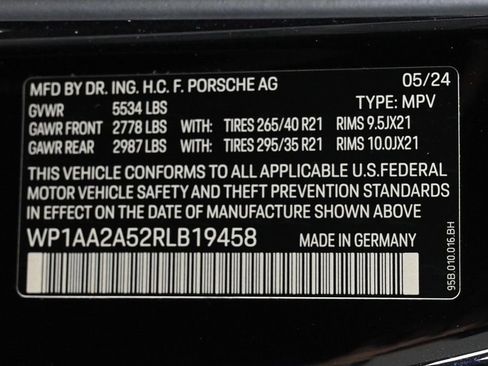 MFD BY DR. ING. H.C. F. PORSCHE AG 05/24
GVWR 5534 LBS TYPE: MPV
GAWR FRONT 2778 LBS WITH: TIRES 265/40 R21 RIMS 9.5JX21
GAWR REAR 2987 LBS WITH: TIRES 295/35 R21 RIMS 10.0JX21
THIS VEHICLE CONFORMS TO ALL APPLICABLE U.S.FEDERAL
MOTOR VEHICLE SAFETY AND THEFT PREVENTION
STANDARDS IN EFFECT ON THE DATE OF MANUFACTURE SHOWN ABOVE
WP1AA2A52RLB19458 MADE IN GERMANY
95B.010.016.BH